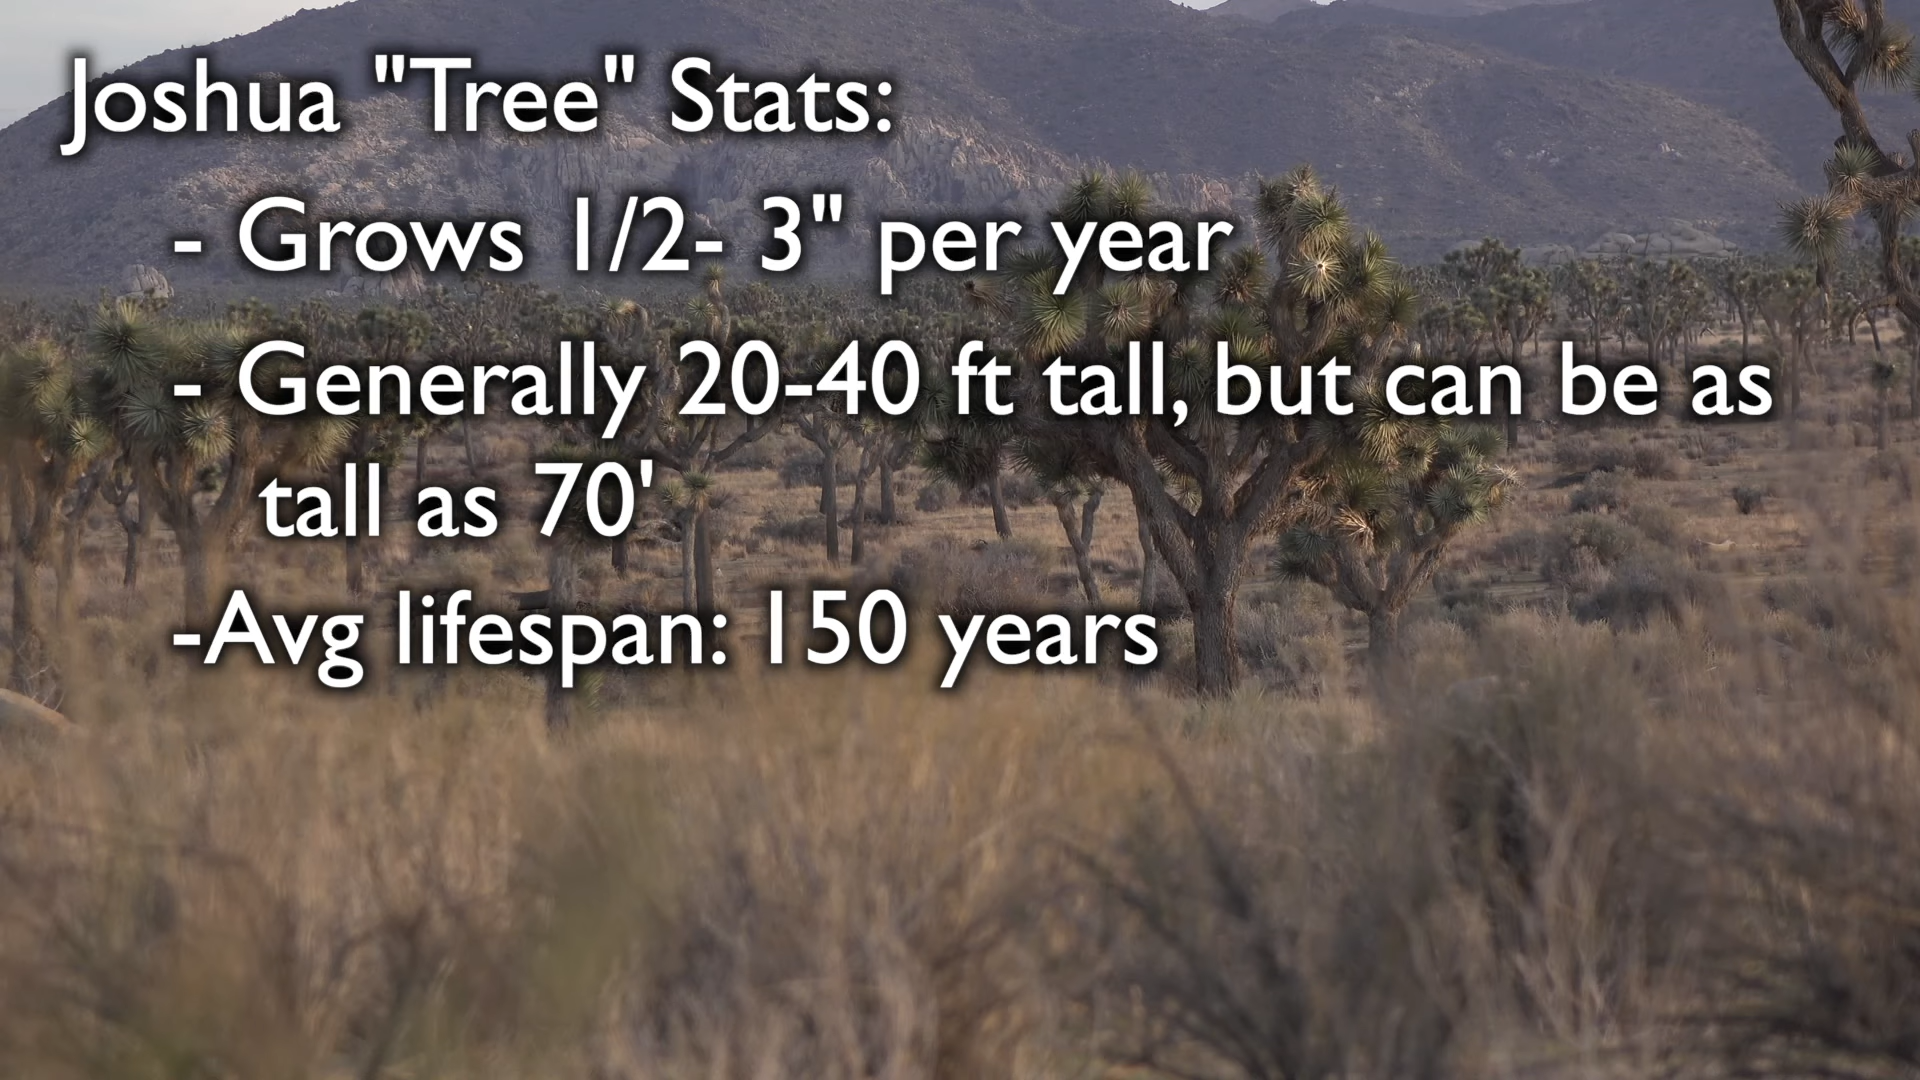 Joshua "Tree" Stats:
- Grows 1/2- 3" per year
- Generally 20-40 ft tall, but can be as
tall as 70'
-Avg lifespan: 150 years